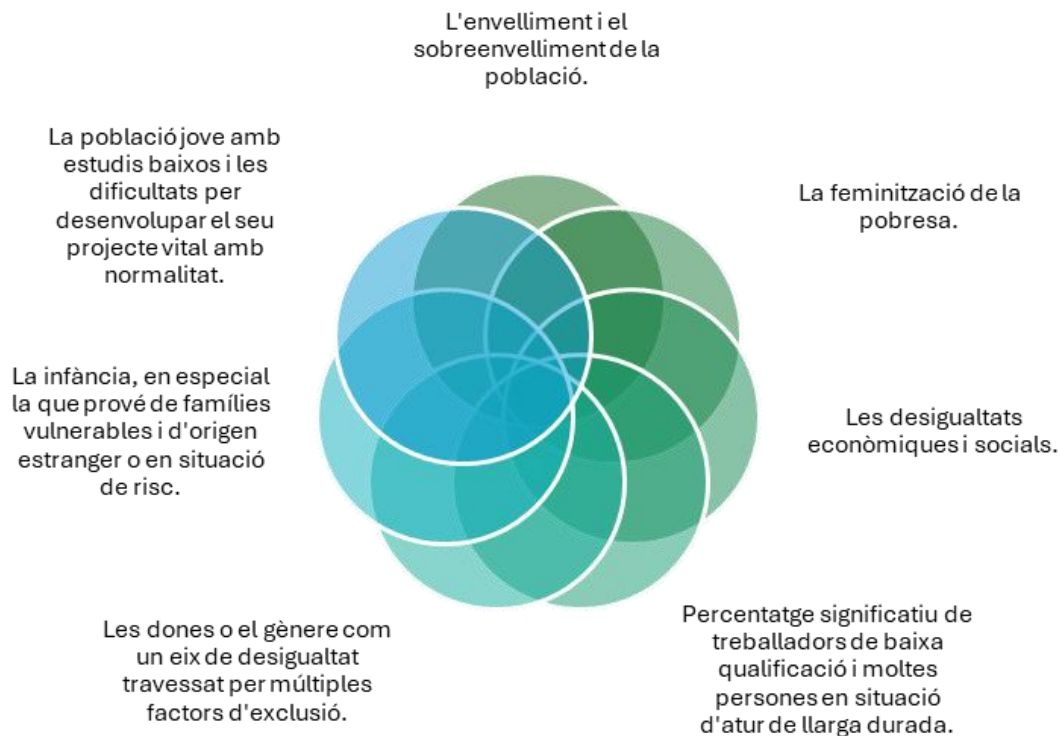 L'envelliment i el
sobreenvelliment de la
població.
La població jove amb
estudis baixos i les
dificultats per
desenvolupar el seu
projecte vital amb
normalitat.
La feminització de la
pobresa.
La infància, en especial
la que prové de famílies
vulnerables i d'origen
estranger o en situació
de risc.
Les desigualtats
econòmiques i socials.
Les dones o el gènere com
un eix de desigualtat
travessat per múltiples
factors d'exclusió.
Percentatge significatiu de
treballadors de baixa
qualificació i moltes
persones en situació
d'atur de llarga durada.